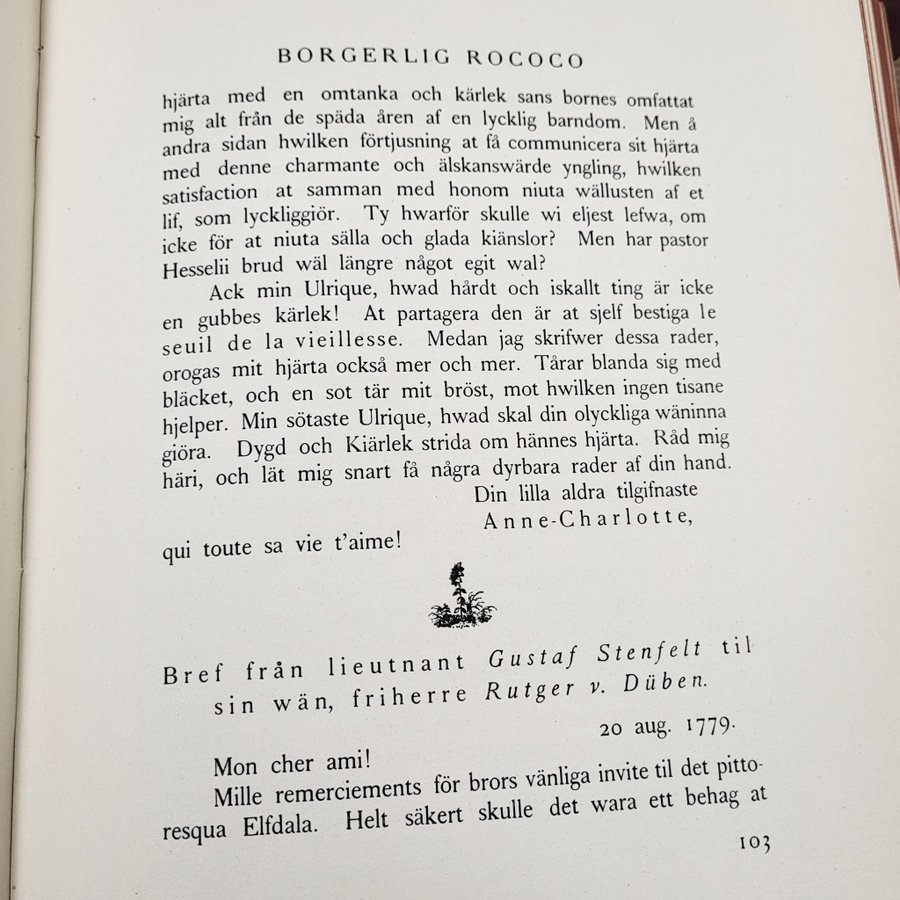 BORGERLIG ROCOCO
hjärta med en omtanka och kärlek sans bornes omfattat
mig alt från de späda åren af en lycklig barndom. Men å
andra sidan hwilken förtjusning at få communicera sit hjärta
med denne charmante och älskanswärde yngling, hwilken
satisfaction at samman med honom niuta wällusten af et
lif, som lyckliggiör. Ty hwarför skulle wi eljest lefwa, om
icke för at niuta sälla och glada kiänslor? Men har pastor
Hesselii brud wäl längre något egit wal?
Ack min Ulrique, hwad hårdt och iskallt ting är icke
en gubbes kärlek! At partagera den är at sjelf bestiga le
seuil de la vieillesse. Medan jag skrifwer dessa rader,
orogas mit hjärta också mer och mer. Tårar blanda sig med
bläcket, och en sot tär mit bröst, mot hwilken ingen tisane
hjelper. Min sötaste Ulrique, hwad skal din olyckliga wäninna
giöra. Dygd och Kiärlek strida om hännes hjärta. Råd mig
häri, och låt mig snart få några dyrbara rader af din hand.
Din lilla aldra tilgifnaste
Anne-Charlotte,
qui toute sa vie t'aime!
Bref från lieutnant Gustaf Stenfelt til
sin wän, friherre Rutger v. Düben.
20 aug. 1779.
Mon cher ami!
Mille remerciements för brors vänliga invite til det pitto-
resqua Elfdala. Helt säkert skulle det wara ett behag at
103